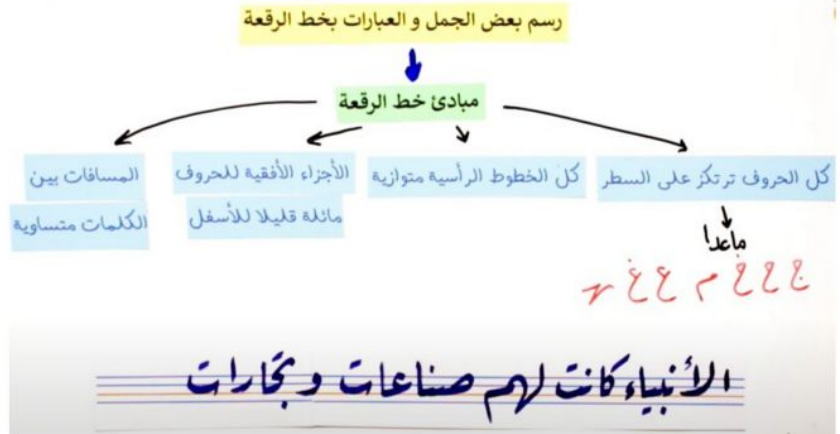 رسم بعض الجمل و العبارات بخط الرقعة
مبادئ خط الرقعة
كل الحروف ترتكز على السطر
كل الخطوط الرأسية متوازية
الأجزاء الأفقية للحروف
مائلة قليلا للأسفل
المسافات بين
الكلمات متساوية
ماعدا
ج ح خ م ع غ ه
الأنبياء كانت لهم صناعات وتجارات